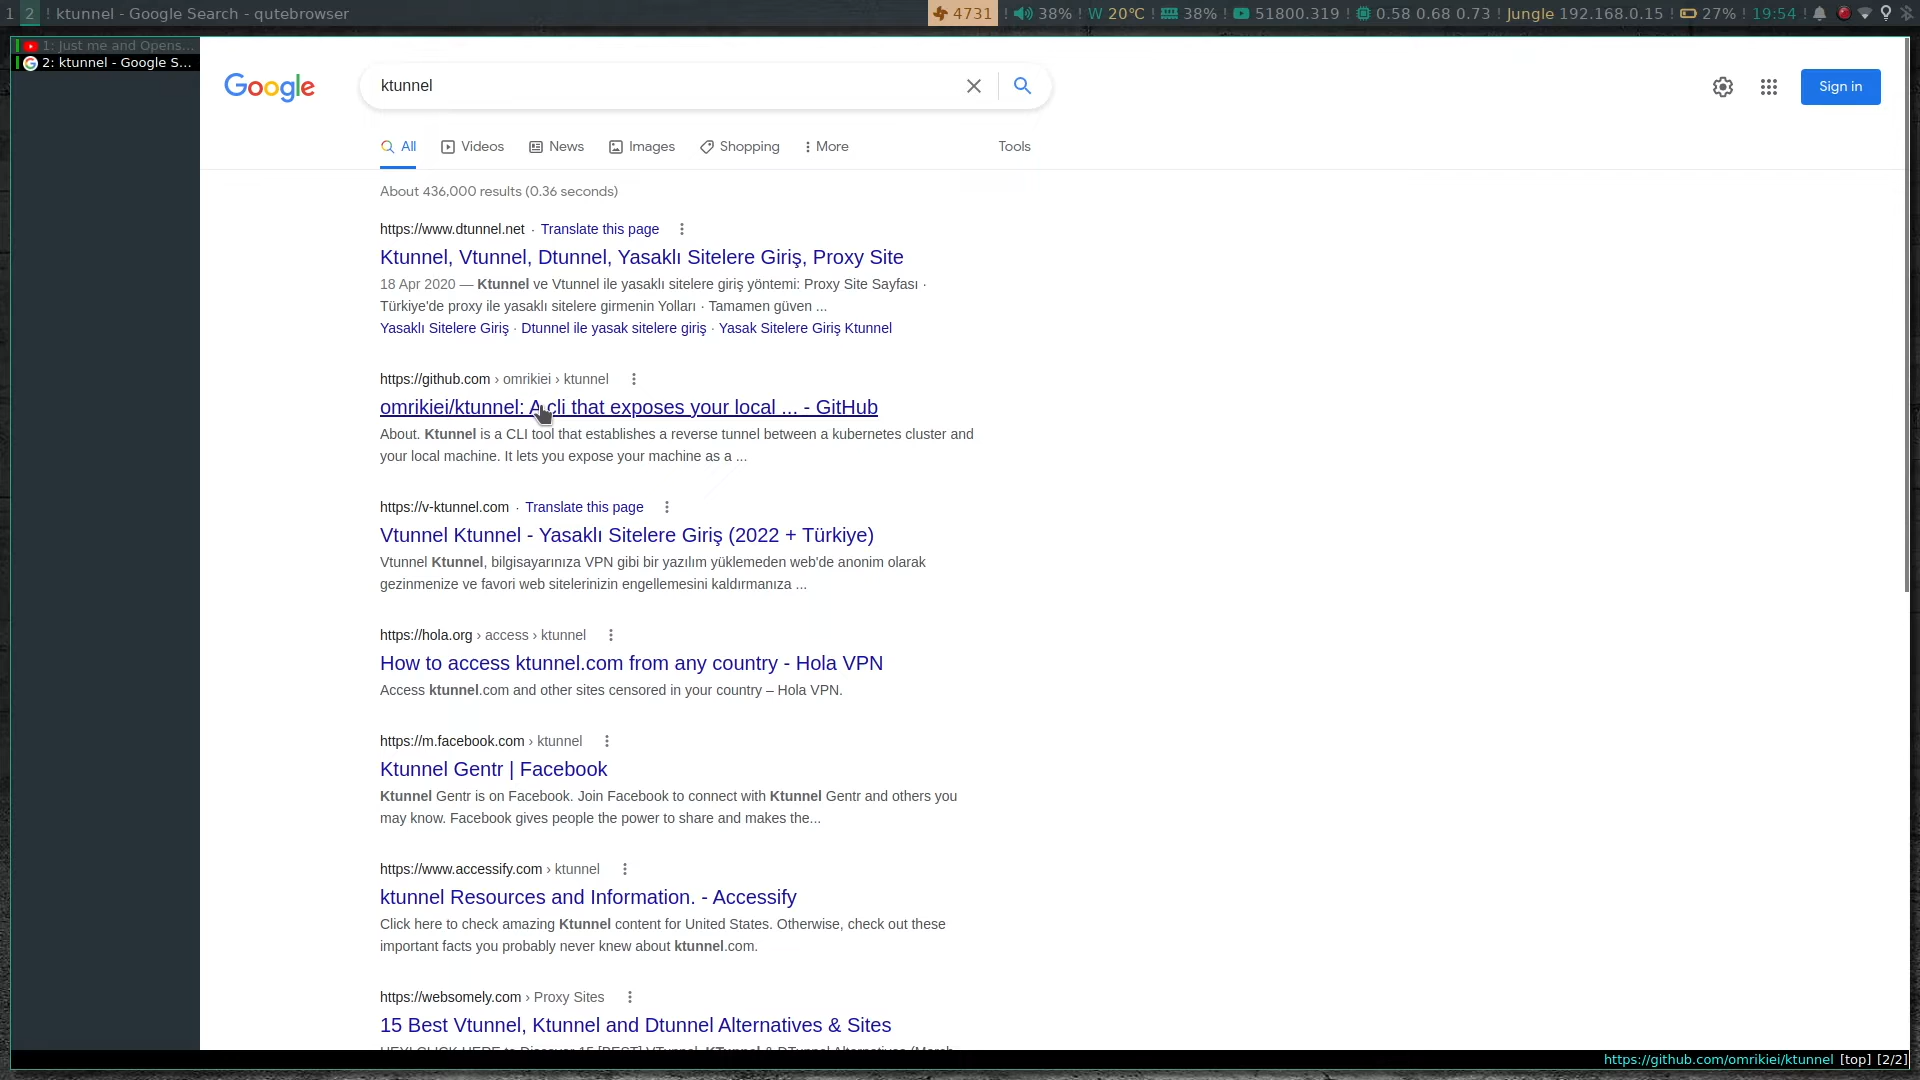 1 2 ! ktunnel - Google Search - qutebrowser
4731 ! 38% ! W 20℃ ! 38% ! 51800.319 ! 0.58 0.68 0.73 ! Jungle 192.168.0.15 ! 27% ! 19:54 !
1: Just me and Opens...
2: ktunnel - Google S...
Google
ktunnel
Sign in
All Videos News Images Shopping More Tools
About 436,000 results (0.36 seconds)
https://www.dtunnel.net · Translate this page
Ktunnel, Vtunnel, Dtunnel, Yasaklı Sitelere Giriş, Proxy Site
18 Apr 2020 — Ktunnel ve Vtunnel ile yasaklı sitelere giriş yöntemi: Proxy Site Sayfası ·
Türkiye'de proxy ile yasaklı sitelere girmenin Yolları · Tamamen güven ...
Yasaklı Sitelere Giriş · Dtunnel ile yasak sitelere giriş · Yasak Sitelere Giriş Ktunnel
https://github.com › omrikiei › ktunnel
omrikiei/ktunnel: A cli that exposes your local ... - GitHub
About. Ktunnel is a CLI tool that establishes a reverse tunnel between a kubernetes cluster and
your local machine. It lets you expose your machine as a ...
https://v-ktunnel.com · Translate this page
Vtunnel Ktunnel - Yasaklı Sitelere Giriş (2022 + Türkiye)
Vtunnel Ktunnel, bilgisayarınıza VPN gibi bir yazılım yüklemeden web'de anonim olarak
gezinmenize ve favori web sitelerinizin engellemesini kaldırmanıza ...
https://hola.org › access › ktunnel
How to access ktunnel.com from any country - Hola VPN
Access ktunnel.com and other sites censored in your country – Hola VPN.
https://m.facebook.com › ktunnel
Ktunnel Gentr | Facebook
Ktunnel Gentr is on Facebook. Join Facebook to connect with Ktunnel Gentr and others you
may know. Facebook gives people the power to share and makes the...
https://www.accessify.com › ktunnel
ktunnel Resources and Information. - Accessify
Click here to check amazing Ktunnel content for United States. Otherwise, check out these
important facts you probably never knew about ktunnel.com.
https://websomely.com › Proxy Sites
15 Best Vtunnel, Ktunnel and Dtunnel Alternatives & Sites
https://github.com/omrikiei/ktunnel [top] [2/2]